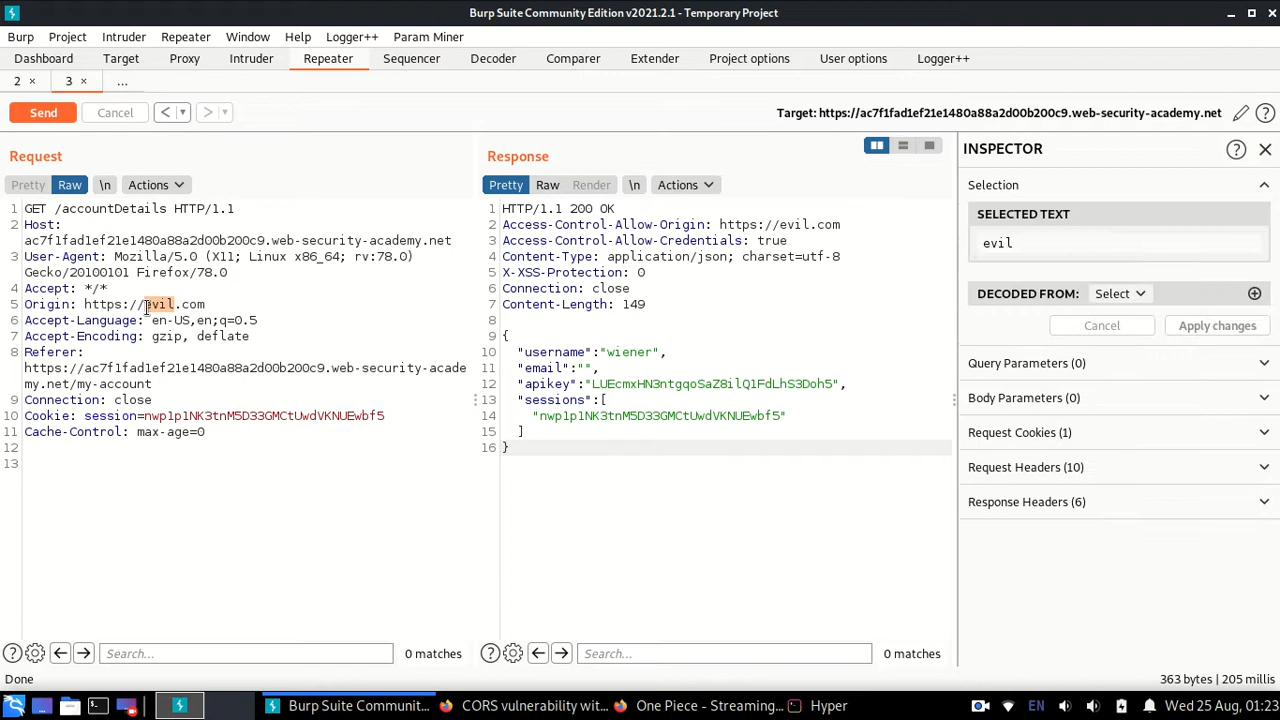 Burp Suite Community Edition v2021.2.1 - Temporary Project
Burp Project Intruder Repeater Window Help Logger++ Param Miner
Dashboard Target Proxy Intruder Repeater Sequencer Decoder Comparer Extender Project options User options Logger++
2 × 3 × ...
Send Cancel < > Target: https://ac7f1fad1ef21e1480a88a2d00b200c9.web-security-academy.net
Request
Pretty Raw \n Actions
1 GET /accountDetails HTTP/1.1
2 Host:
ac7f1fad1ef21e1480a88a2d00b200c9.web-security-academy.net
3 User-Agent: Mozilla/5.0 (X11; Linux x86_64; rv:78.0)
Gecko/20100101 Firefox/78.0
4 Accept: */*
5 Origin: https://evil.com
6 Accept-Language: en-US,en;q=0.5
7 Accept-Encoding: gzip, deflate
8 Referer:
https://ac7f1fad1ef21e1480a88a2d00b200c9.web-security-acade
my.net/my-account
9 Connection: close
10 Cookie: session=nwp1p1NK3tnM5D33GMCtUwdVKNUEwbf5
11 Cache-Control: max-age=0
12
13
Search... 0 matches
Response
Pretty Raw Render \n Actions
1 HTTP/1.1 200 OK
2 Access-Control-Allow-Origin: https://evil.com
3 Access-Control-Allow-Credentials: true
4 Content-Type: application/json; charset=utf-8
5 X-XSS-Protection: 0
6 Connection: close
7 Content-Length: 149
8
9 {
10 "username":"wiener",
11 "email":"",
12 "apikey":"LUEcmxHN3ntgqoSaZ8ilQ1FdLhS3Doh5",
13 "sessions":[
14 "nwp1p1NK3tnM5D33GMCtUwdVKNUEwbf5"
15 ]
16 }
Search... 0 matches
INSPECTOR
Selection
SELECTED TEXT
evil
DECODED FROM: Select
Cancel Apply changes
Query Parameters (0)
Body Parameters (0)
Request Cookies (1)
Request Headers (10)
Response Headers (6)
Done 363 bytes | 205 millis
Burp Suite Communit... CORS vulnerability wit... One Piece - Streaming... Hyper EN Wed 25 Aug, 01:23